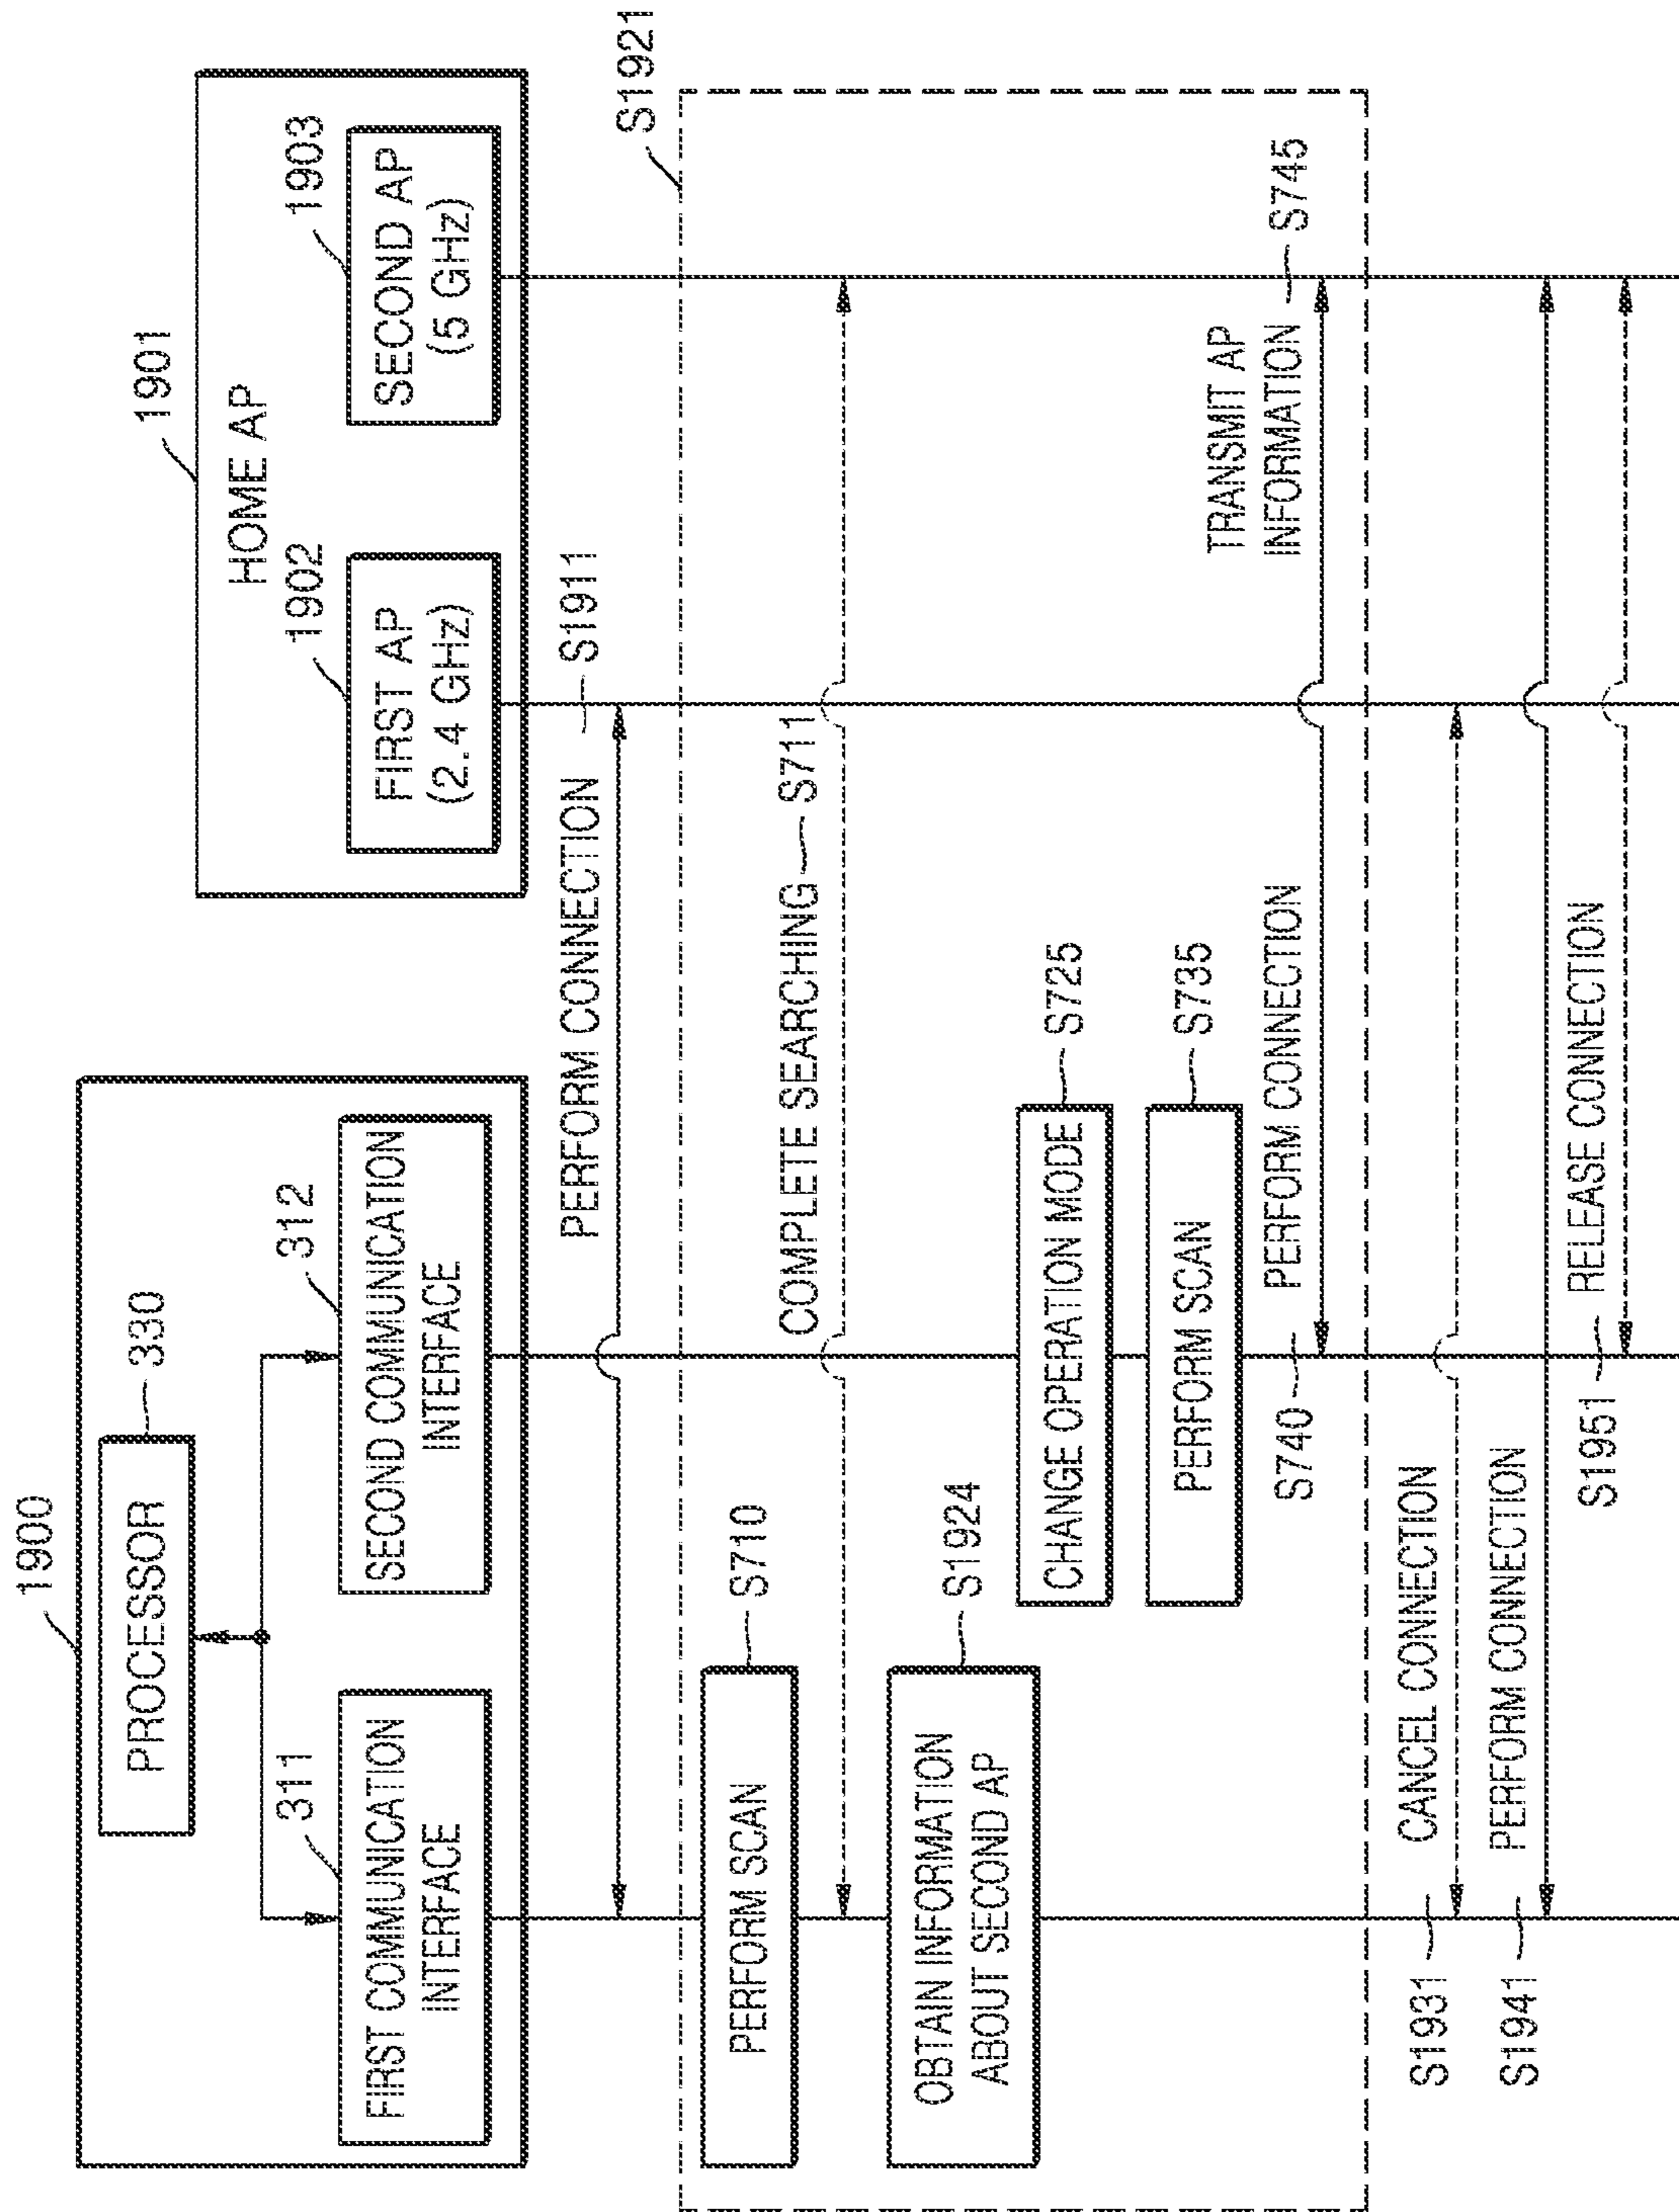 1900
PROCESSOR
330
311
FIRST COMMUNICATION
INTERFACE
312
SECOND COMMUNICATION
INTERFACE
1901
HOME AP
1902
FIRST AP
(2.4 GHz)
1903
SECOND AP
(5 GHz)
PERFORM CONNECTION
S1911
S1921
PERFORM SCAN
S710
COMPLETE SEARCHING
S711
OBTAIN INFORMATION
ABOUT SECOND AP
S1924
CHANGE OPERATION MODE
S725
PERFORM SCAN
S735
S740
PERFORM CONNECTION
TRANSMIT AP
INFORMATION
S745
S1931
CANCEL CONNECTION
S1941
PERFORM CONNECTION
S1951
RELEASE CONNECTION